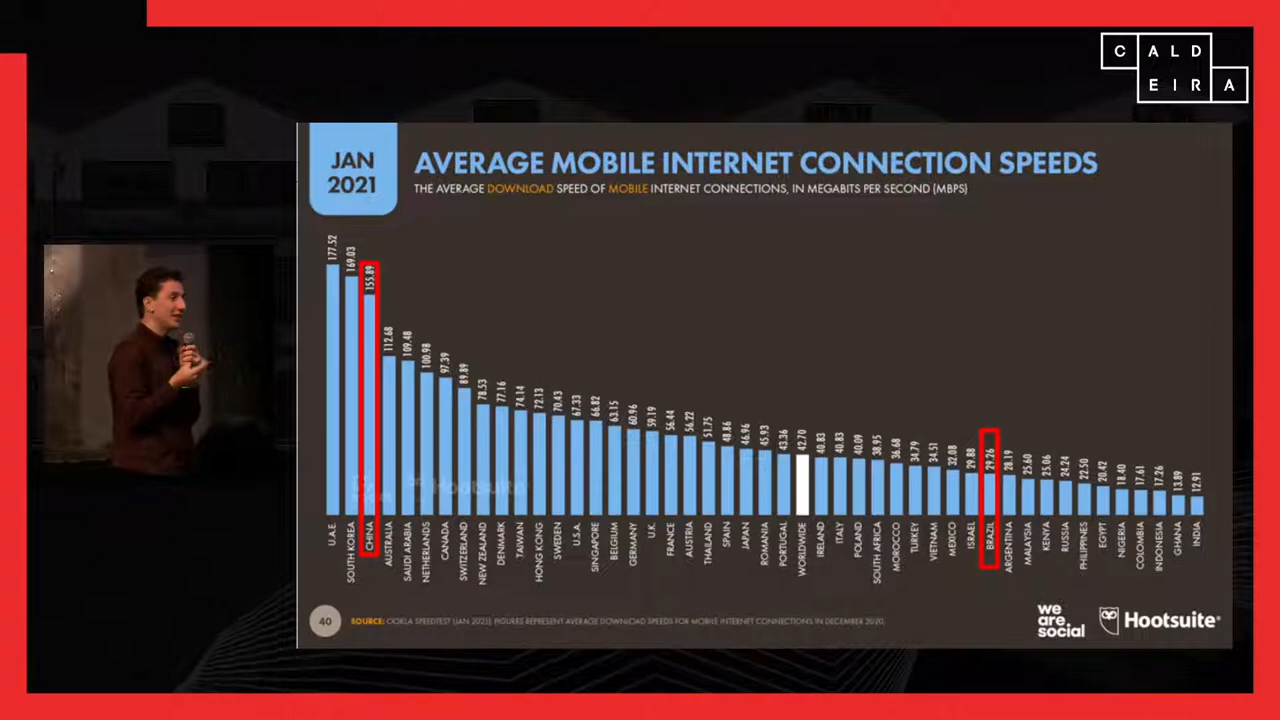 C A L D
E I R A
JAN
2021
AVERAGE MOBILE INTERNET CONNECTION SPEEDS
THE AVERAGE DOWNLOAD SPEED OF MOBILE INTERNET CONNECTIONS, IN MEGABITS PER SECOND (MBPS)
177.52
169.03
155.89
112.68
109.48
100.98
97.39
89.89
78.53
77.16
74.14
72.13
70.43
67.33
66.82
63.15
60.96
59.19
56.44
56.22
51.75
48.86
46.96
45.93
43.36
42.70
40.83
40.83
40.09
38.95
36.68
34.79
34.51
32.08
29.88
29.26
28.19
25.60
25.06
24.24
22.50
20.42
18.40
17.61
17.26
13.89
12.91
Hootsuite
U.A.E.
SOUTH KOREA
CHINA
AUSTRALIA
SAUDI ARABIA
NETHERLANDS
CANADA
SWITZERLAND
NEW ZEALAND
DENMARK
TAIWAN
HONG KONG
SWEDEN
U.S.A.
SINGAPORE
BELGIUM
GERMANY
U.K.
FRANCE
AUSTRIA
THAILAND
SPAIN
JAPAN
ROMANIA
PORTUGAL
WORLDWIDE
IRELAND
ITALY
POLAND
SOUTH AFRICA
MOROCCO
TURKEY
VIETNAM
MEXICO
ISRAEL
BRAZIL
ARGENTINA
MALAYSIA
KENYA
RUSSIA
PHILIPPINES
EGYPT
NIGERIA
COLOMBIA
INDONESIA
GHANA
INDIA
40
SOURCE: OOKLA SPEEDTEST (JAN 2021). FIGURES REPRESENT AVERAGE DOWNLOAD SPEEDS FOR MOBILE INTERNET CONNECTIONS IN DECEMBER 2020.
we
are
social
Hootsuite®